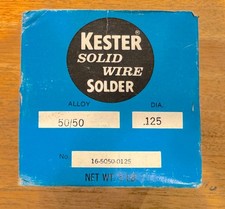 KESTER®
SOLID
WIRE
SOLDER
ALLOY DIA.
50/50 .125
No. 16-5050-0125
NET WT.